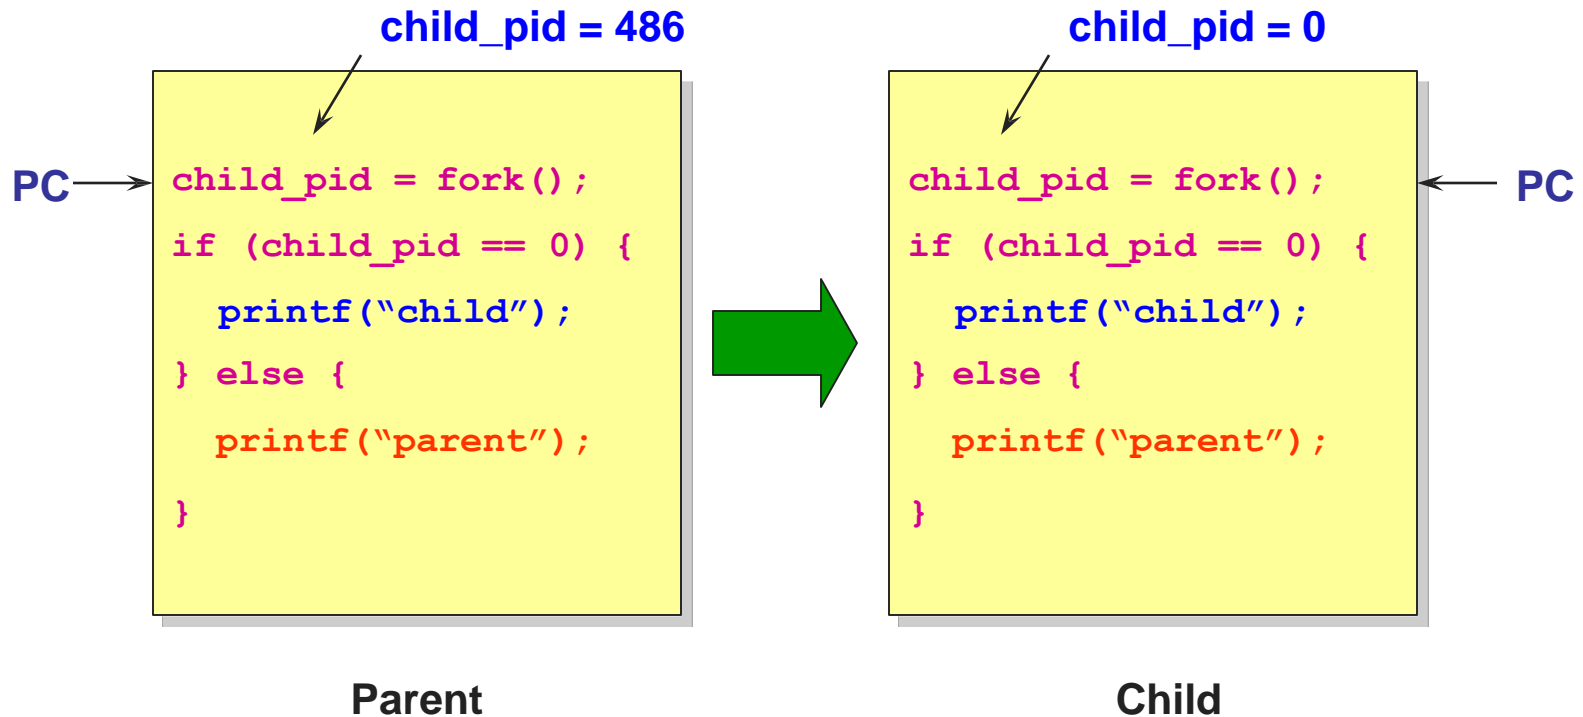 child_pid = 486
PC
child_pid = fork();
if (child_pid == 0) {
printf(“child”);
} else {
printf(“parent”);
}
Parent
child_pid = 0
child_pid = fork();
PC
if (child_pid == 0) {
printf(“child”);
} else {
printf(“parent”);
}
Child